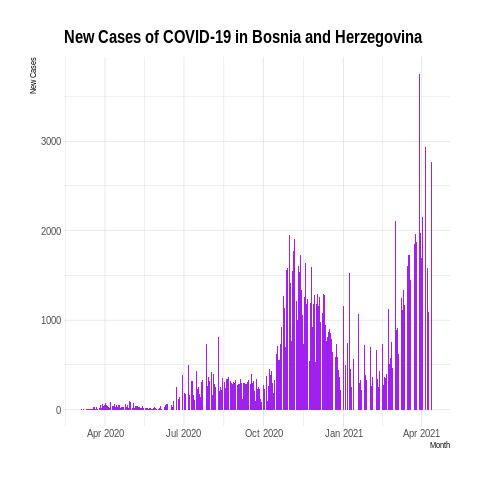 New Cases of COVID-19 in Bosnia and Herzegovina
New Cases
3000
2000
1000
0
Apr 2020
Jul 2020
Oct 2020
Jan 2021
Apr 2021
Month